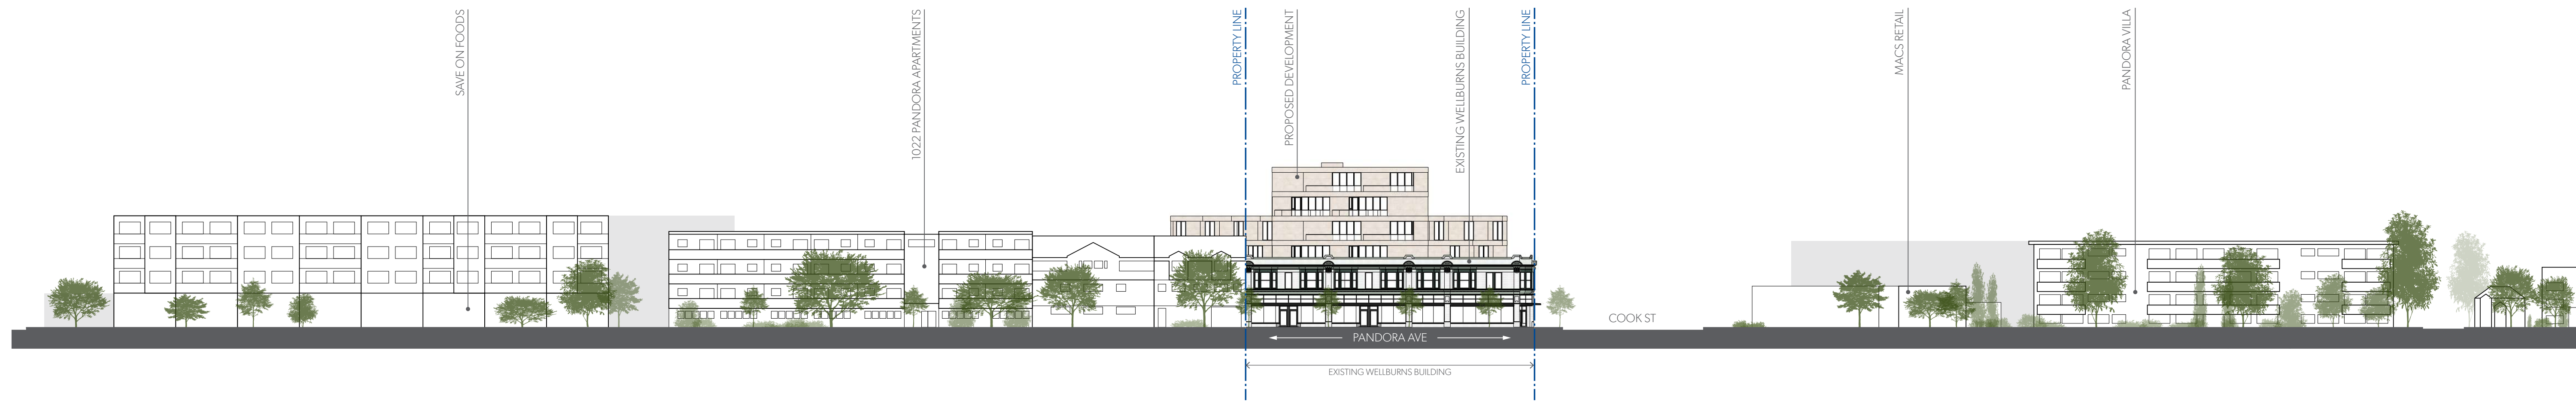 SAVE ON FOODS
1022 PANDORA APARTMENTS
PROPERTY LINE
PROPOSED DEVELOPMENT
EXISTING WELLBURNS BUILDING
PROPERTY LINE
MACS RETAIL
PANDORA VILLA
COOK ST
PANDORA AVE
EXISTING WELLBURNS BUILDING